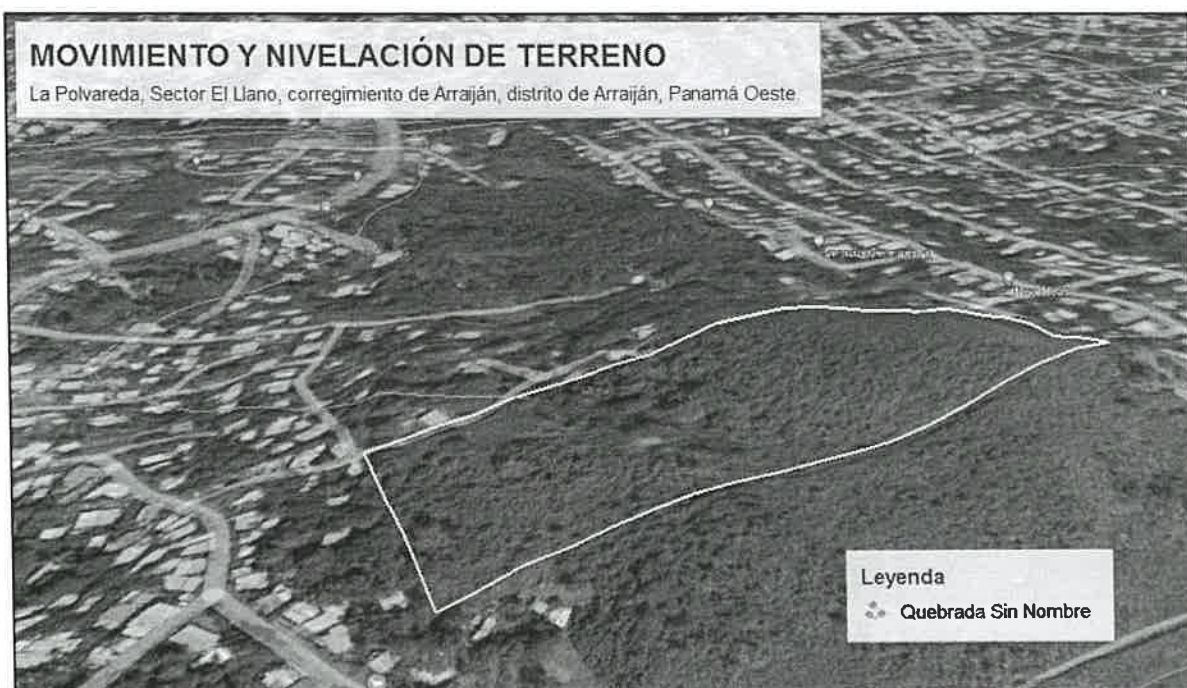 MOVIMIENTO Y NIVELACIÓN DE TERRENO
La Polvareda, Sector El Llano, corregimiento de Arraiján, distrito de Arraiján, Panamá Oeste.
Leyenda
Quebrada Sin Nombre